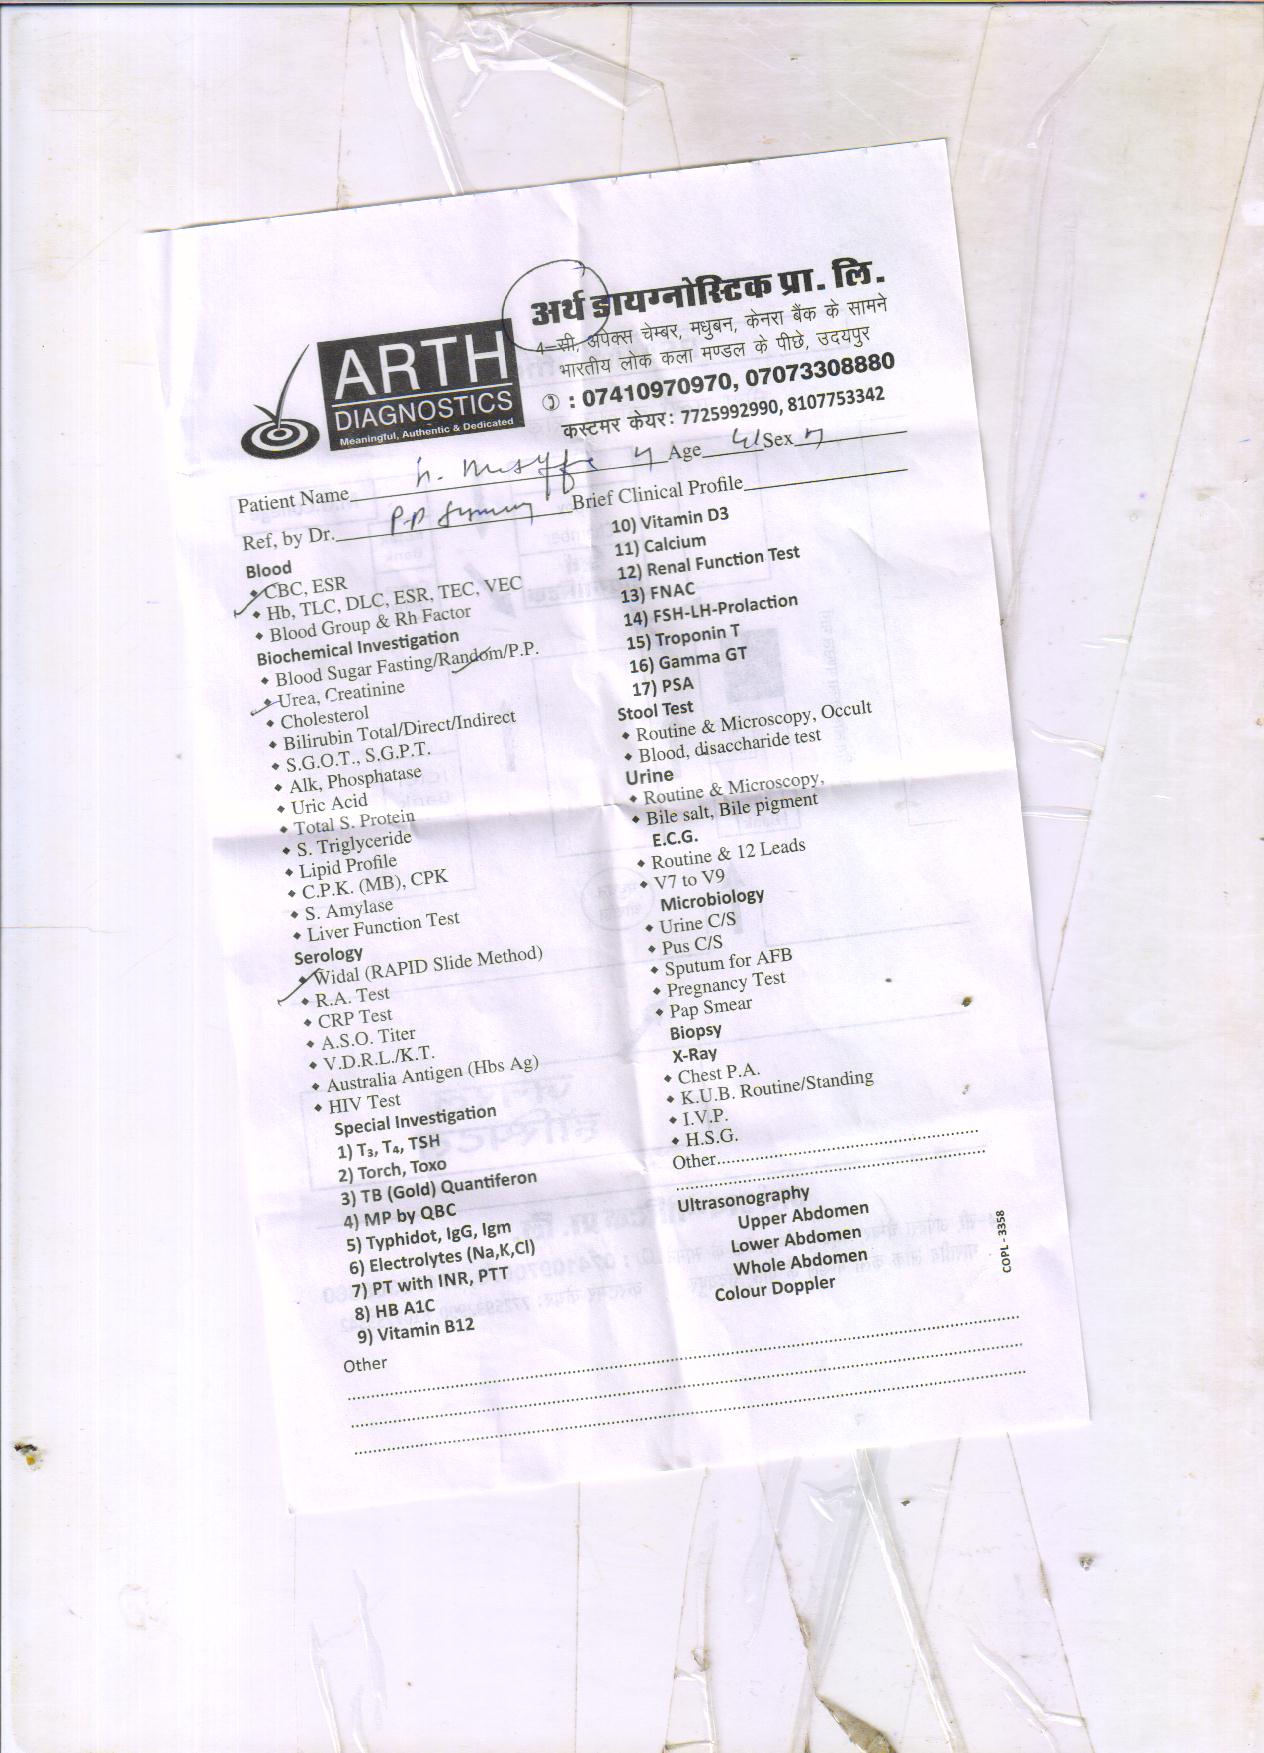 ARTH
DIAGNOSTICS
Meaningful, Authentic & Dedicated
अर्थ डायग्नोस्टिक प्रा. लि.
4–सी, अपेक्स चेम्बर, मधुबन, केनरा बैंक के सामने
भारतीय लोक कला मण्डल के पीछे, उदयपुर
: 07410970970, 07073308880
कस्टमर केयर : 7725992990, 8107753342
Patient Name Age Sex
Ref, by Dr. Brief Clinical Profile
Blood
CBC, ESR
Hb, TLC, DLC, ESR, TEC, VEC
Blood Group & Rh Factor
Biochemical Investigation
Blood Sugar Fasting/Random/P.P.
Urea, Creatinine
Cholesterol
Bilirubin Total/Direct/Indirect
S.G.O.T., S.G.P.T.
Alk, Phosphatase
Uric Acid
Total S. Protein
S. Triglyceride
Lipid Profile
C.P.K. (MB), CPK
S. Amylase
Liver Function Test
Serology
Widal (RAPID Slide Method)
R.A. Test
CRP Test
A.S.O. Titer
V.D.R.L./K.T.
Australia Antigen (Hbs Ag)
HIV Test
Special Investigation
1) T3, T4, TSH
2) Torch, Toxo
3) TB (Gold) Quantiferon
4) MP by QBC
5) Typhidot, IgG, Igm
6) Electrolytes (Na,K,Cl)
7) PT with INR, PTT
8) HB A1C
9) Vitamin B12
Other
10) Vitamin D3
11) Calcium
12) Renal Function Test
13) FNAC
14) FSH-LH-Prolaction
15) Troponin T
16) Gamma GT
17) PSA
Stool Test
Routine & Microscopy, Occult
Blood, disaccharide test
Urine
Routine & Microscopy,
Bile salt, Bile pigment
E.C.G.
Routine & 12 Leads
V7 to V9
Microbiology
Urine C/S
Pus C/S
Sputum for AFB
Pregnancy Test
Pap Smear
Biopsy
X-Ray
Chest P.A.
K.U.B. Routine/Standing
I.V.P.
H.S.G.
Other
Ultrasonography
Upper Abdomen
Lower Abdomen
Whole Abdomen
Colour Doppler
COPL - 3358